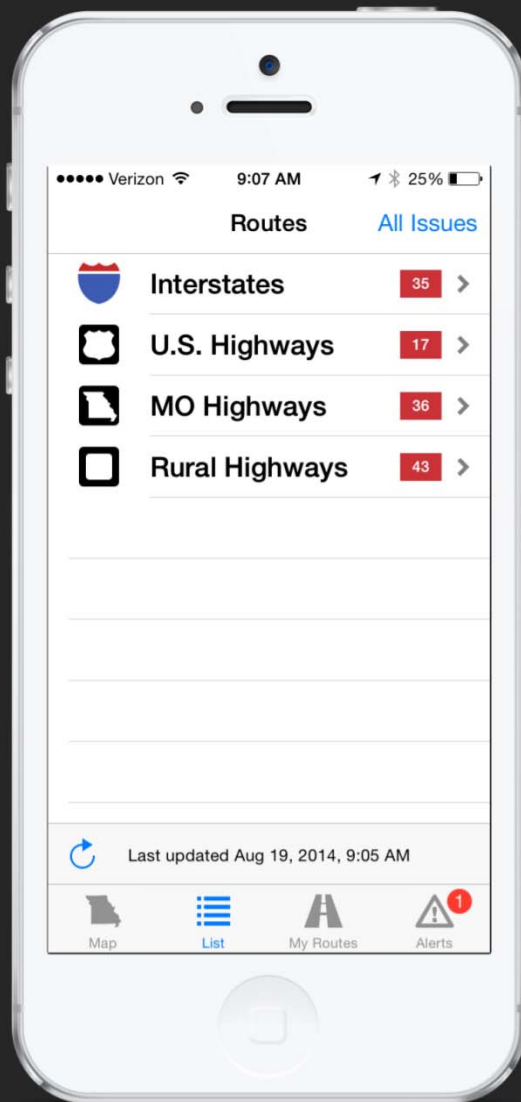 Verizon 9:07 AM 25%
Routes All Issues
Interstates 35
U.S. Highways 17
MO Highways 36
Rural Highways 43
Last updated Aug 19, 2014, 9:05 AM
1
Map List My Routes Alerts